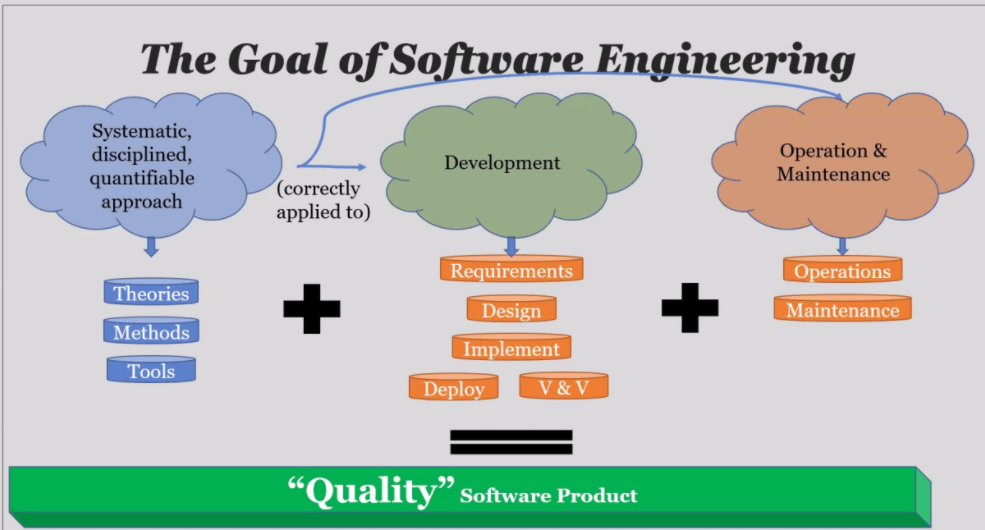 The Goal of Software Engineering
Systematic,
disciplined,
quantifiable
approach
(correctly
applied to)
Development
Operation &
Maintenance
Theories
Methods
Tools
Requirements
Design
Implement
Deploy
V & V
Operations
Maintenance
“Quality” Software Product